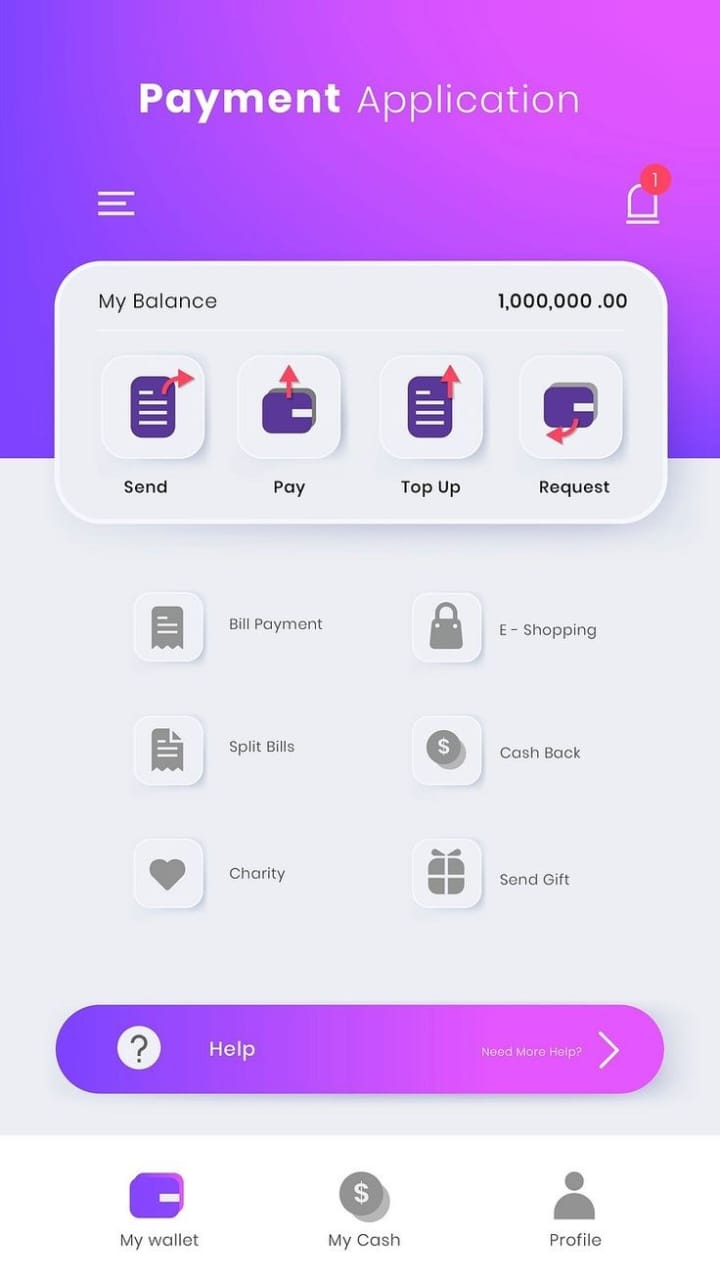 Payment Application
1
My Balance
1,000,000 .00
Send
Pay
Top Up
Request
Bill Payment
E - Shopping
Split Bills
$
Cash Back
Charity
Send Gift
?
Help
Need More Help?
$
My wallet
My Cash
Profile